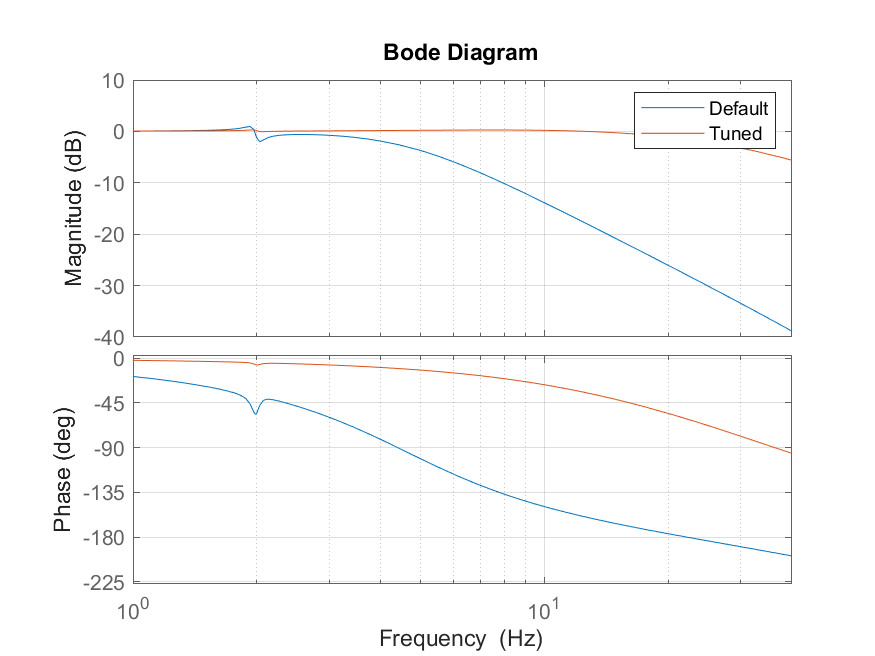 Bode Diagram
10
0
-10
-20
-30
-40
Magnitude (dB)
Default
Tuned
0
-45
-90
-135
-180
-225
Phase (deg)
10^0
10^1
Frequency (Hz)